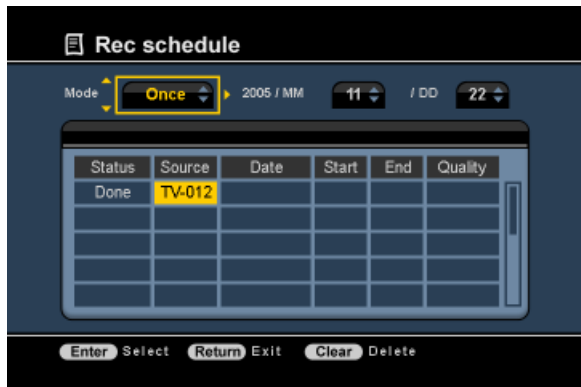 Rec schedule
Mode Once 2005 / MM 11 / DD 22
Status Source Date Start End Quality
Done TV-012
Enter Select Return Exit Clear Delete